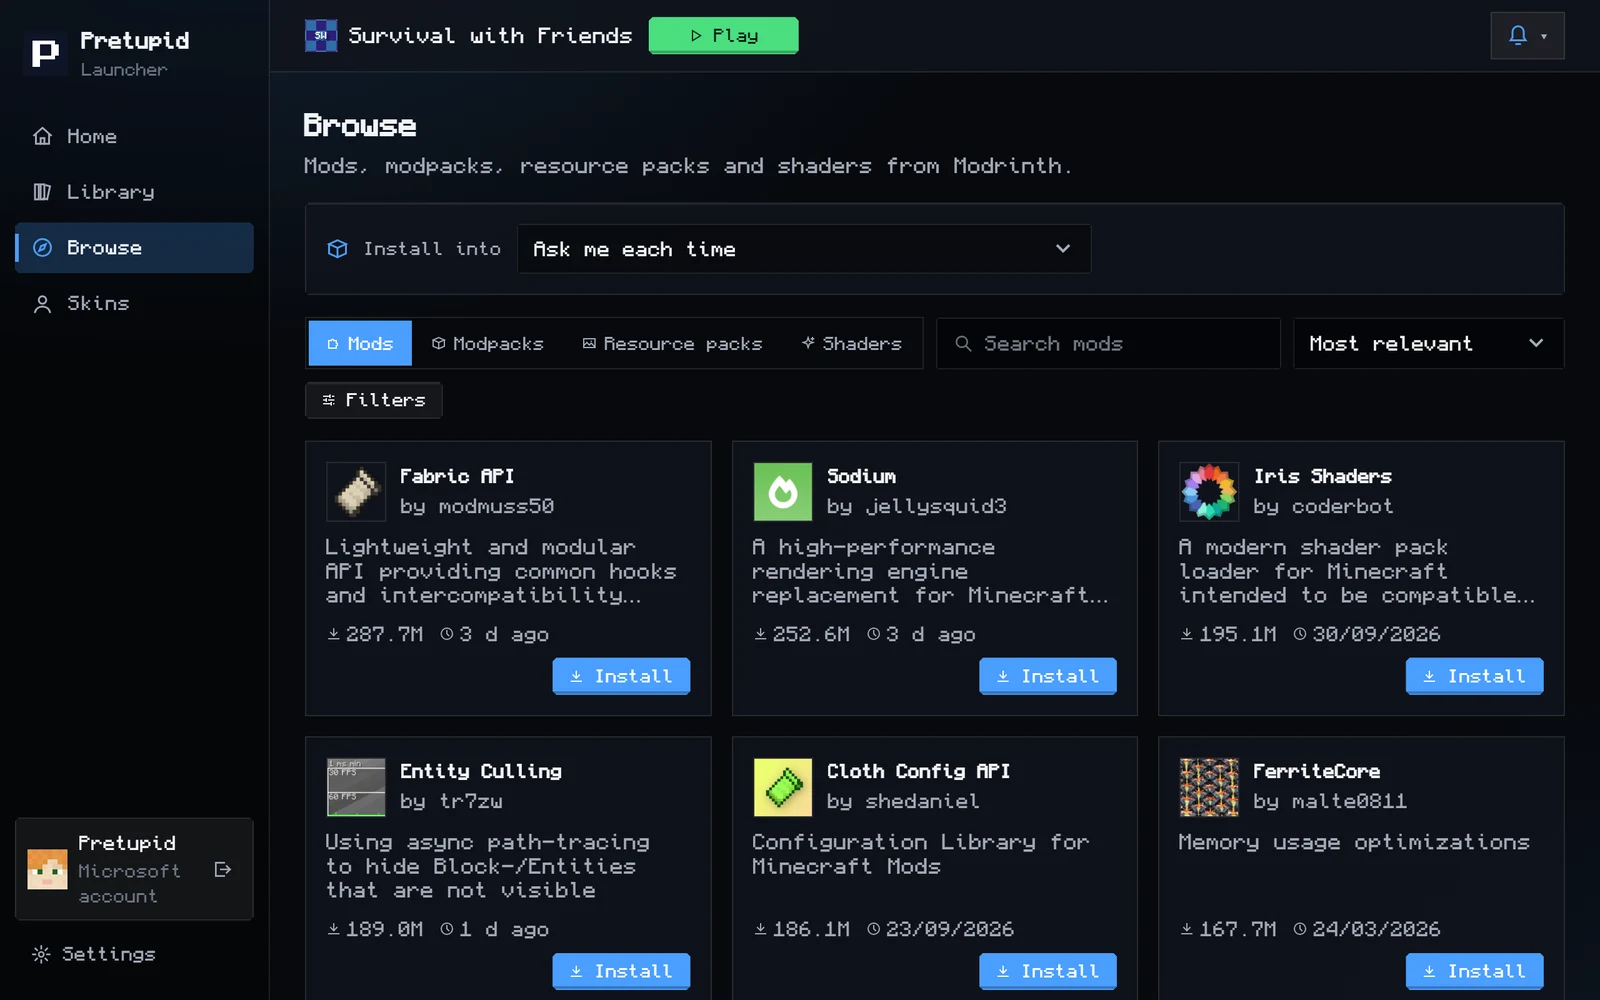 Pretupid
Launcher
Home
Library
Browse
Skins
Pretupid
Microsoft
account
Settings
SW
Survival with Friends
Play
Browse
Mods, modpacks, resource packs and shaders from Modrinth.
Install into
Ask me each time
Mods
Modpacks
Resource packs
Shaders
Search mods
Most relevant
Filters
Fabric API
by modmuss50
Lightweight and modular
API providing common hooks
and intercompatibility...
287.7M
3 d ago
Install
Sodium
by jellysquid3
A high-performance
rendering engine
replacement for Minecraft...
252.6M
3 d ago
Install
Iris Shaders
by coderbot
A modern shader pack
loader for Minecraft
intended to be compatible...
195.1M
30/09/2026
Install
30 FPS
60 FPS
Entity Culling
by tr7zw
Using async path-tracing
to hide Block-/Entities
that are not visible
189.0M
1 d ago
Install
Cloth Config API
by shedaniel
Configuration Library for
Minecraft Mods
186.1M
23/09/2026
Install
FerriteCore
by malte0811
Memory usage optimizations
167.7M
24/03/2026
Install